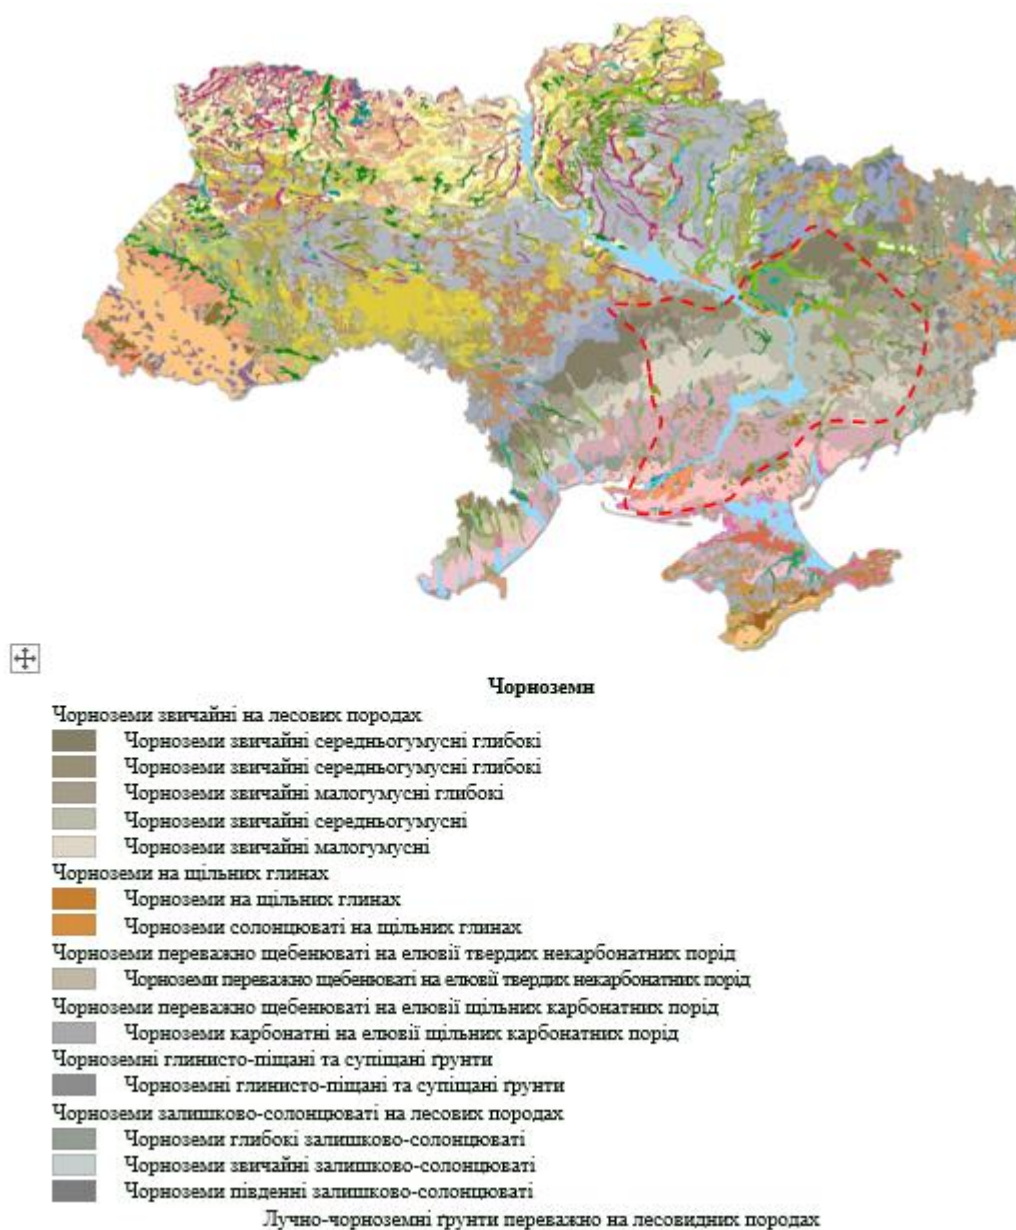 Чорноземи
Чорноземи звичайні на лесових породах
Чорноземи звичайні середньогумусні глибокі
Чорноземи звичайні середньогумусні глибокі
Чорноземи звичайні малогумусні глибокі
Чорноземи звичайні середньогумусні
Чорноземи звичайні малогумусні
Чорноземи на щільних глинах
Чорноземи на щільних глинах
Чорноземи солонцюваті на щільних глинах
Чорноземи переважно щебенюваті на елювії твердих некарбонатних порід
Чорноземи переважно щебенюваті на елювії твердих некарбонатних порід
Чорноземи переважно щебенюваті на елювії щільних карбонатних порід
Чорноземи карбонатні на елювії щільних карбонатних порід
Чорноземні глинисто-піщані та супіщані ґрунти
Чорноземні глинисто-піщані та супіщані ґрунти
Чорноземи залишково-солонцюваті на лесових породах
Чорноземи глибокі залишково-солонцюваті
Чорноземи звичайні залишково-солонцюваті
Чорноземи південні залишково-солонцюваті
Лучно-чорноземні ґрунти переважно на лесовидних породах